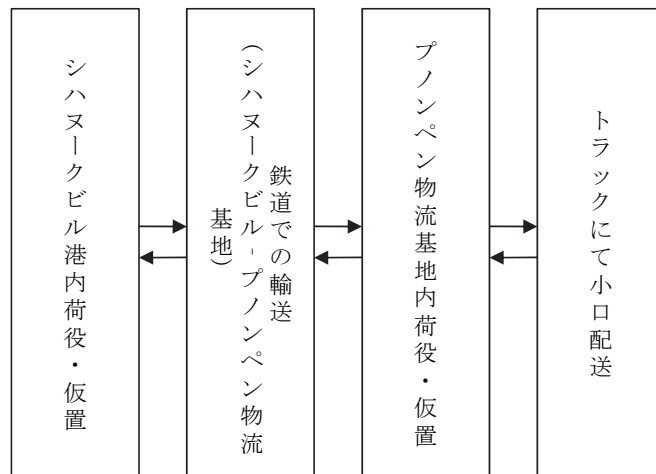 シハヌークビル港内荷役・仮置
鉄道での輸送
(シハヌークビル-プノンペン物流
基地)
プノンペン物流基地内荷役・仮置
トラックにて小口配送